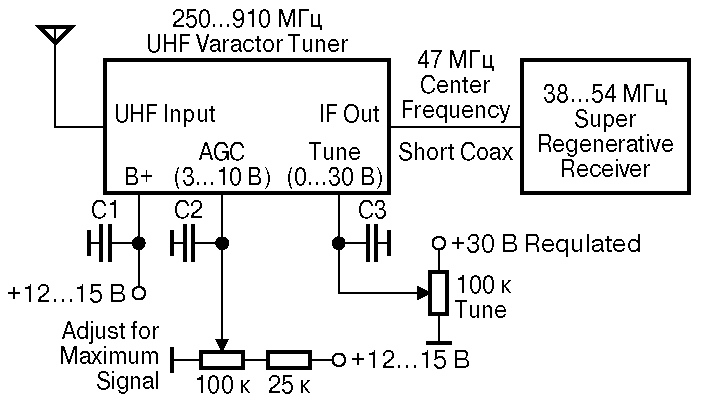 250...910 МГц
UHF Varactor Tuner
47 МГц
Center
Frequency
Short Coax
38...54 МГц
Super
Regenerative
Receiver
UHF Input
IF Out
AGC
(3...10 В)
Tune
(0...30 В)
B+
C1
C2
C3
+30 В Requlated
+12...15 В
100 к
Tune
Adjust for
Maximum
Signal
100 к
25 к
+12...15 В